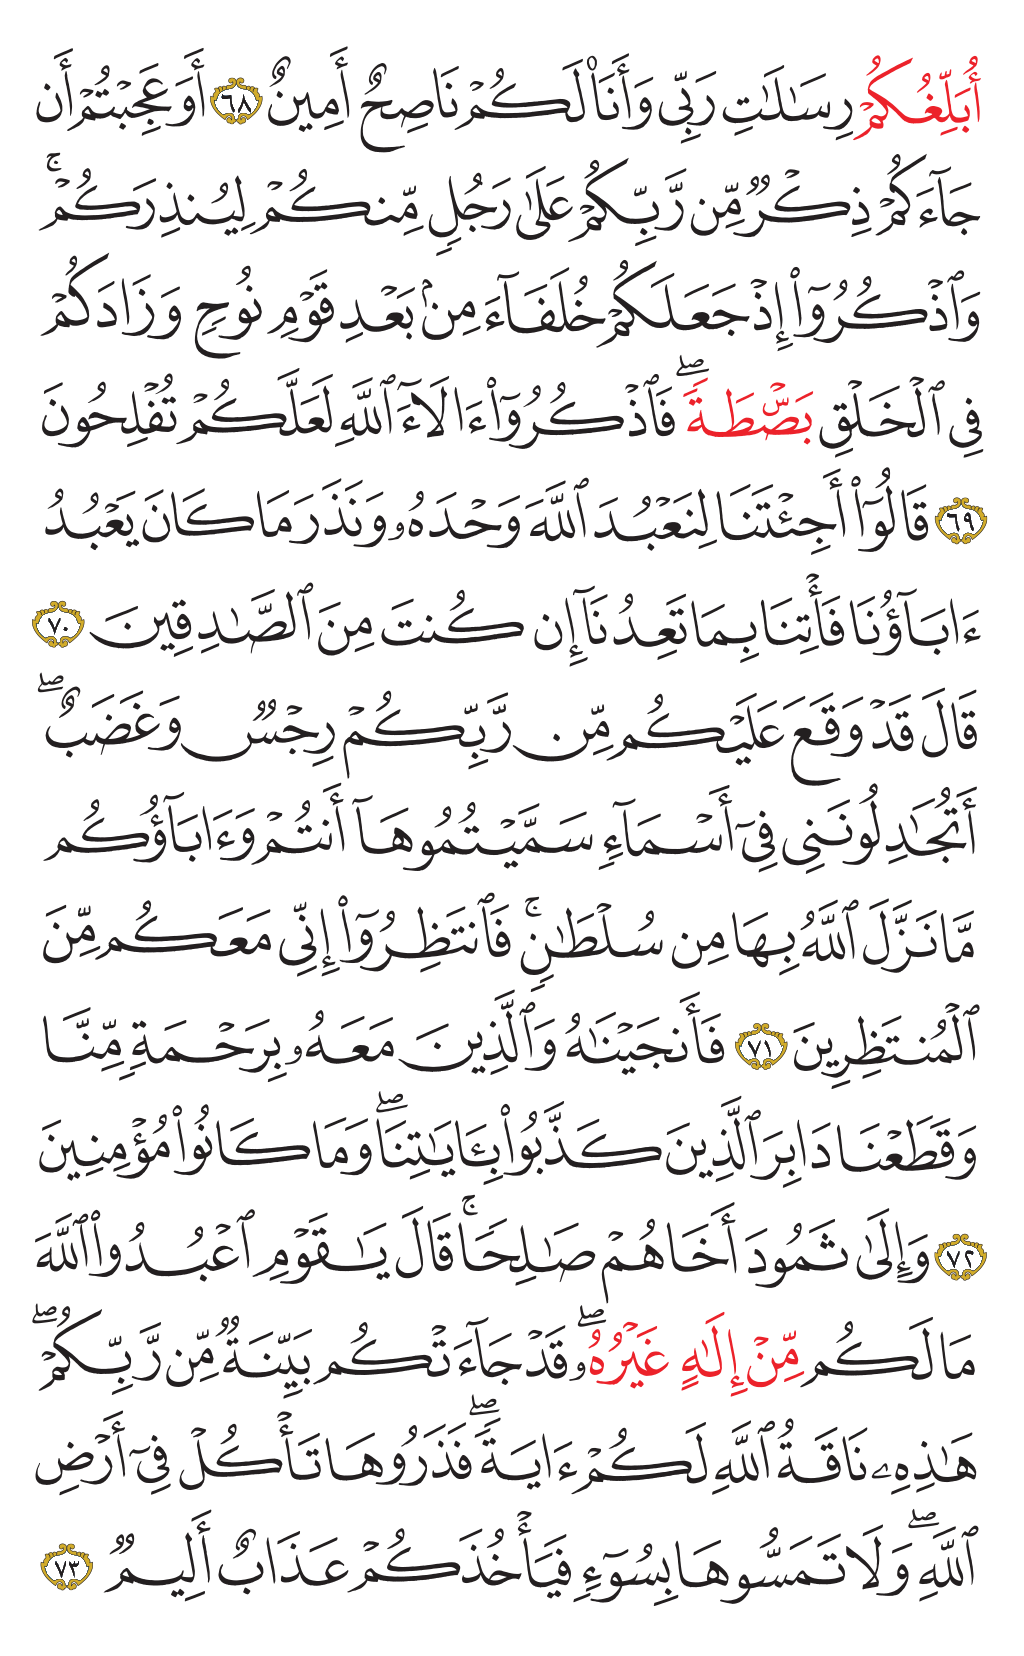 أُبَلِّغُكُمْ رِسَٰلَٰتِ رَبِّى وَأَنَا۠ لَكُمْ نَاصِحٌ أَمِينٌ ٦٨ أَوَعَجِبْتُمْ أَن
جَآءَكُمْ ذِكْرٌ مِّن رَّبِّكُمْ عَلَىٰ رَجُلٍ مِّنكُمْ لِيُنذِرَكُمْ ۚ
وَٱذْكُرُوٓا۟ إِذْ جَعَلَكُمْ خُلَفَآءَ مِنۢ بَعْدِ قَوْمِ نُوحٍ وَزَادَكُمْ
فِى ٱلْخَلْقِ بَصْۜطَةً ۖ فَٱذْكُرُوٓا۟ ءَالَآءَ ٱللَّهِ لَعَلَّكُمْ تُفْلِحُونَ
٦٩ قَالُوٓا۟ أَجِئْتَنَا لِنَعْبُدَ ٱللَّهَ وَحْدَهُۥ وَنَذَرَ مَا كَانَ يَعْبُدُ
ءَابَآؤُنَا فَأْتِنَا بِمَا تَعِدُنَآ إِن كُنتَ مِنَ ٱلصَّٰدِقِينَ ٧٠
قَالَ قَدْ وَقَعَ عَلَيْكُم مِّن رَّبِّكُمْ رِجْسٌ وَغَضَبٌ ۖ
أَتُجَٰدِلُونَنِى فِىٓ أَسْمَآءٍ سَمَّيْتُمُوهَآ أَنتُمْ وَءَابَآؤُكُم
مَّا نَزَّلَ ٱللَّهُ بِهَا مِن سُلْطَٰنٍ ۚ فَٱنتَظِرُوٓا۟ إِنِّى مَعَكُم مِّنَ
ٱلْمُنتَظِرِينَ ٧١ فَأَنجَيْنَٰهُ وَٱلَّذِينَ مَعَهُۥ بِرَحْمَةٍ مِّنَّا
وَقَطَعْنَا دَابِرَ ٱلَّذِينَ كَذَّبُوا۟ بِـَٔايَٰتِنَا ۖ وَمَا كَانُوا۟ مُؤْمِنِينَ
٧٢ وَإِلَىٰ ثَمُودَ أَخَاهُمْ صَٰلِحًا ۚ قَالَ يَٰقَوْمِ ٱعْبُدُوا۟ ٱللَّهَ
مَا لَكُم مِّنْ إِلَٰهٍ غَيْرُهُۥ ۖ قَدْ جَآءَتْكُم بَيِّنَةٌ مِّن رَّبِّكُمْ ۖ
هَٰذِهِۦ نَاقَةُ ٱللَّهِ لَكُمْ ءَايَةً ۖ فَذَرُوهَا تَأْكُلْ فِىٓ أَرْضِ
ٱللَّهِ ۖ وَلَا تَمَسُّوهَا بِسُوٓءٍ فَيَأْخُذَكُمْ عَذَابٌ أَلِيمٌ ٧٣